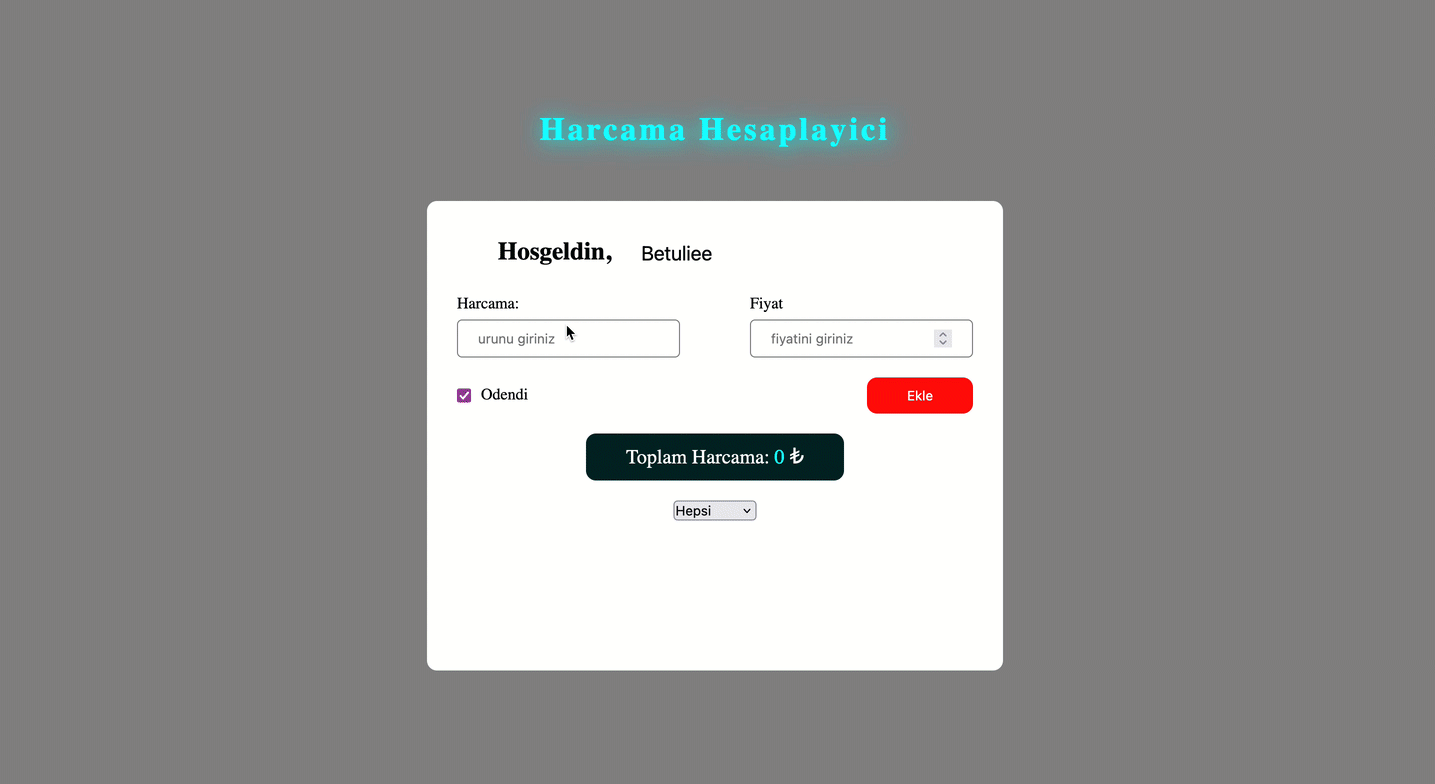 Harcama Hesaplayici
Hosgeldin, Betuliee
Harcama: Fiyat
urunu giriniz fiyatini giriniz
Odendi Ekle
Toplam Harcama: 0 ₺
Hepsi